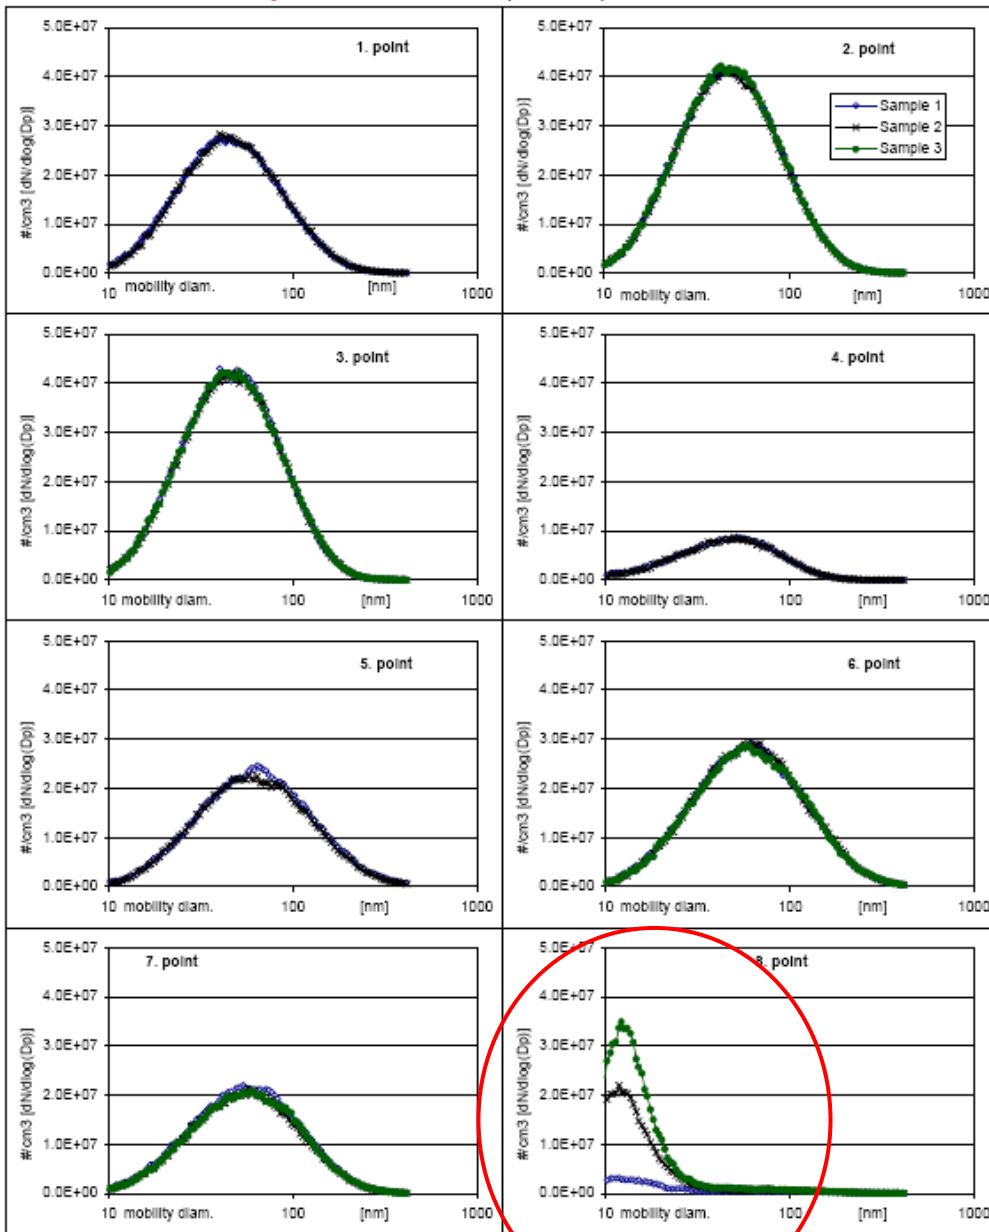 1. point
5.0E+07
4.0E+07
3.0E+07
2.0E+07
1.0E+07
0.0E+00
#/cm3 [dN/dlog(Dp)]
10 mobility diam. 100 [nm] 1000
2. point
5.0E+07
4.0E+07
3.0E+07
2.0E+07
1.0E+07
0.0E+00
#/cm3 [dN/dlog(Dp)]
Sample 1
Sample 2
Sample 3
10 mobility diam. 100 [nm] 1000
3. point
5.0E+07
4.0E+07
3.0E+07
2.0E+07
1.0E+07
0.0E+00
#/cm3 [dN/dlog(Dp)]
10 mobility diam. 100 [nm] 1000
4. point
5.0E+07
4.0E+07
3.0E+07
2.0E+07
1.0E+07
0.0E+00
#/cm3 [dN/dlog(Dp)]
10 mobility diam. 100 [nm] 1000
5. point
5.0E+07
4.0E+07
3.0E+07
2.0E+07
1.0E+07
0.0E+00
#/cm3 [dN/dlog(Dp)]
10 mobility diam. 100 [nm] 1000
6. point
5.0E+07
4.0E+07
3.0E+07
2.0E+07
1.0E+07
0.0E+00
#/cm3 [dN/dlog(Dp)]
10 mobility diam. 100 [nm] 1000
7. point
5.0E+07
4.0E+07
3.0E+07
2.0E+07
1.0E+07
0.0E+00
#/cm3 [dN/dlog(Dp)]
10 mobility diam. 100 [nm] 1000
8. point
5.0E+07
4.0E+07
3.0E+07
2.0E+07
1.0E+07
0.0E+00
#/cm3 [dN/dlog(Dp)]
10 mobility diam. 100 [nm] 1000